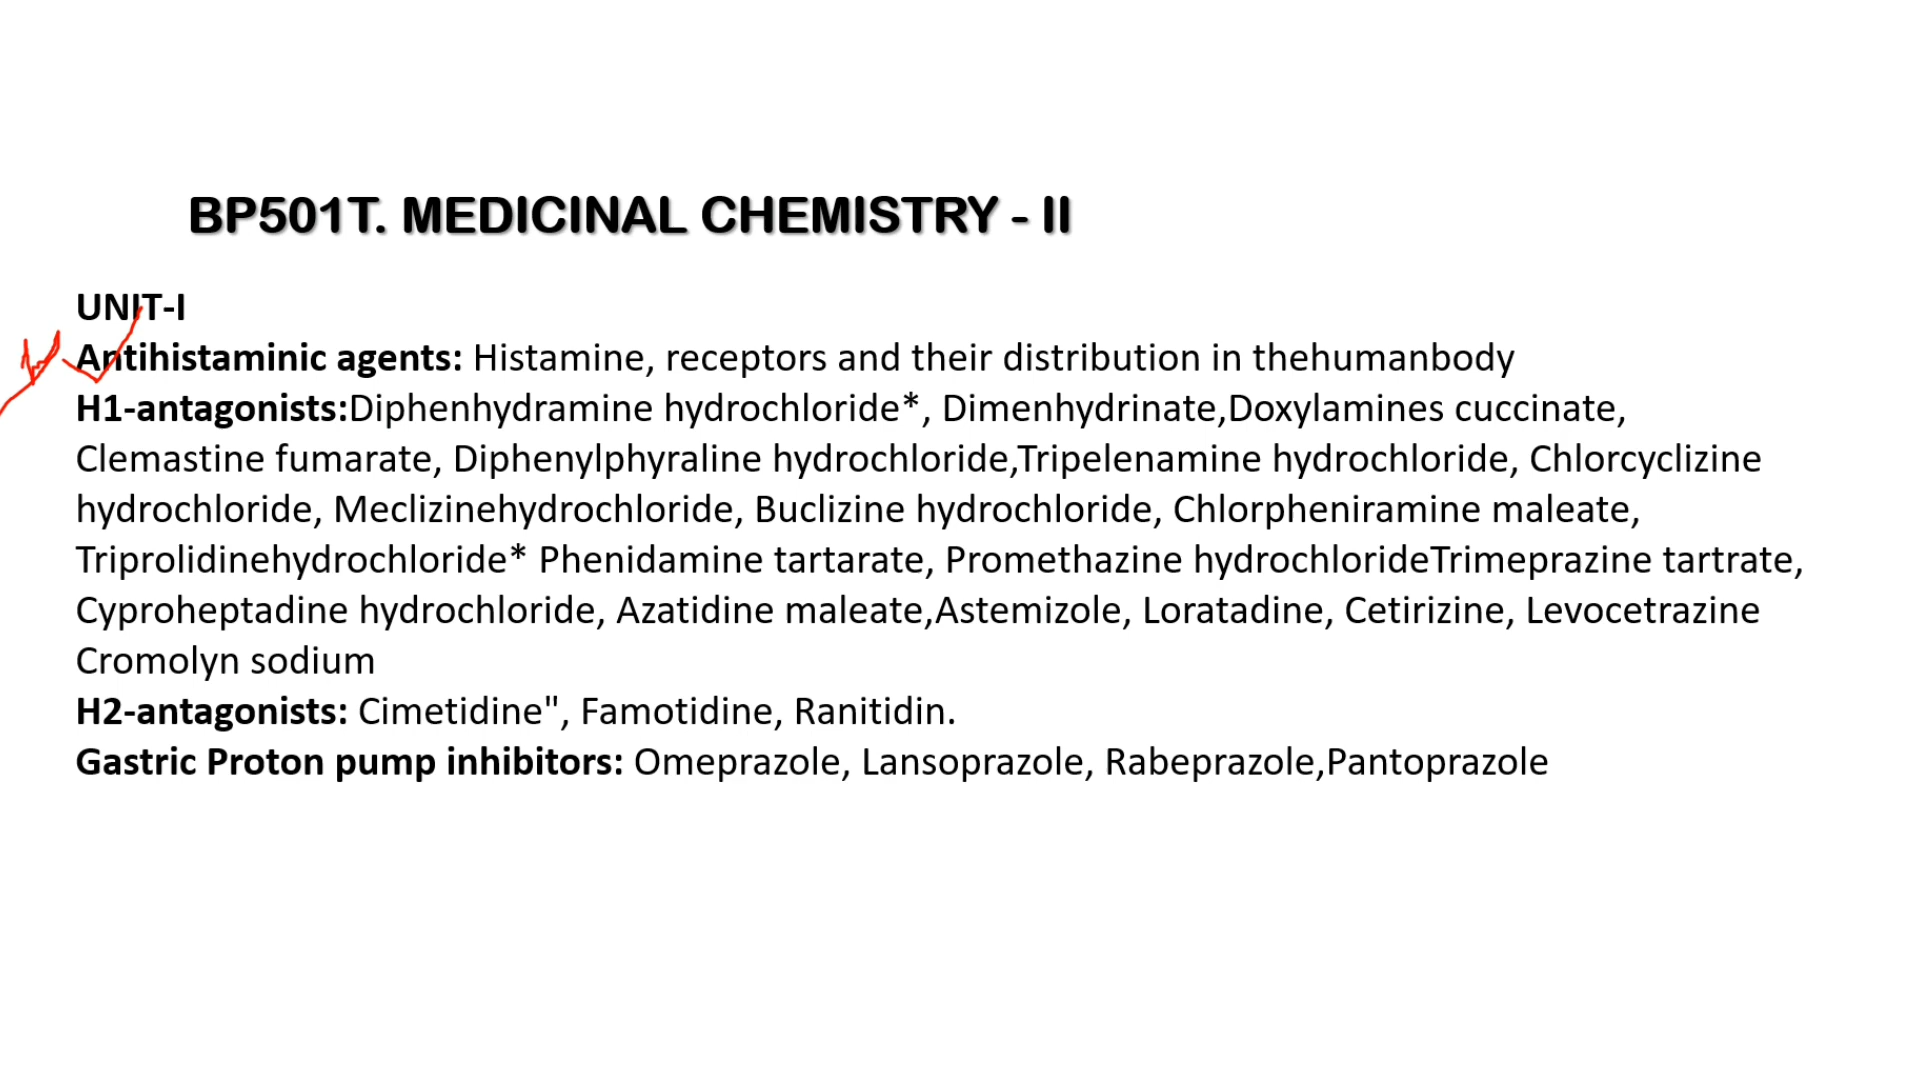 BP501T. MEDICINAL CHEMISTRY - II
UNIT-I
Antihistaminic agents: Histamine, receptors and their distribution in thehumanbody
H1-antagonists:Diphenhydramine hydrochloride*, Dimenhydrinate,Doxylamines cuccinate,
Clemastine fumarate, Diphenylphyraline hydrochloride,Tripelenamine hydrochloride, Chlorcyclizine
hydrochloride, Meclizinehydrochloride, Buclizine hydrochloride, Chlorpheniramine maleate,
Triprolidinehydrochloride* Phenidamine tartarate, Promethazine hydrochlorideTrimeprazine tartrate,
Cyproheptadine hydrochloride, Azatidine maleate,Astemizole, Loratadine, Cetirizine, Levocetrazine
Cromolyn sodium
H2-antagonists: Cimetidine", Famotidine, Ranitidin.
Gastric Proton pump inhibitors: Omeprazole, Lansoprazole, Rabeprazole,Pantoprazole